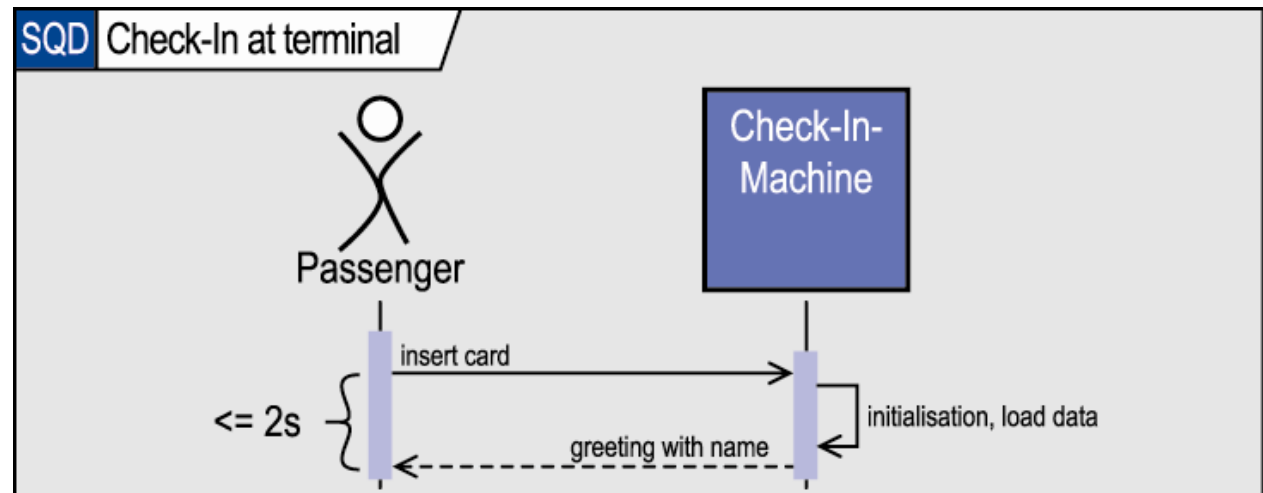 SQD Check-In at terminal
Check-In-
Machine
Passenger
insert card
<= 2s
initialisation, load data
greeting with name